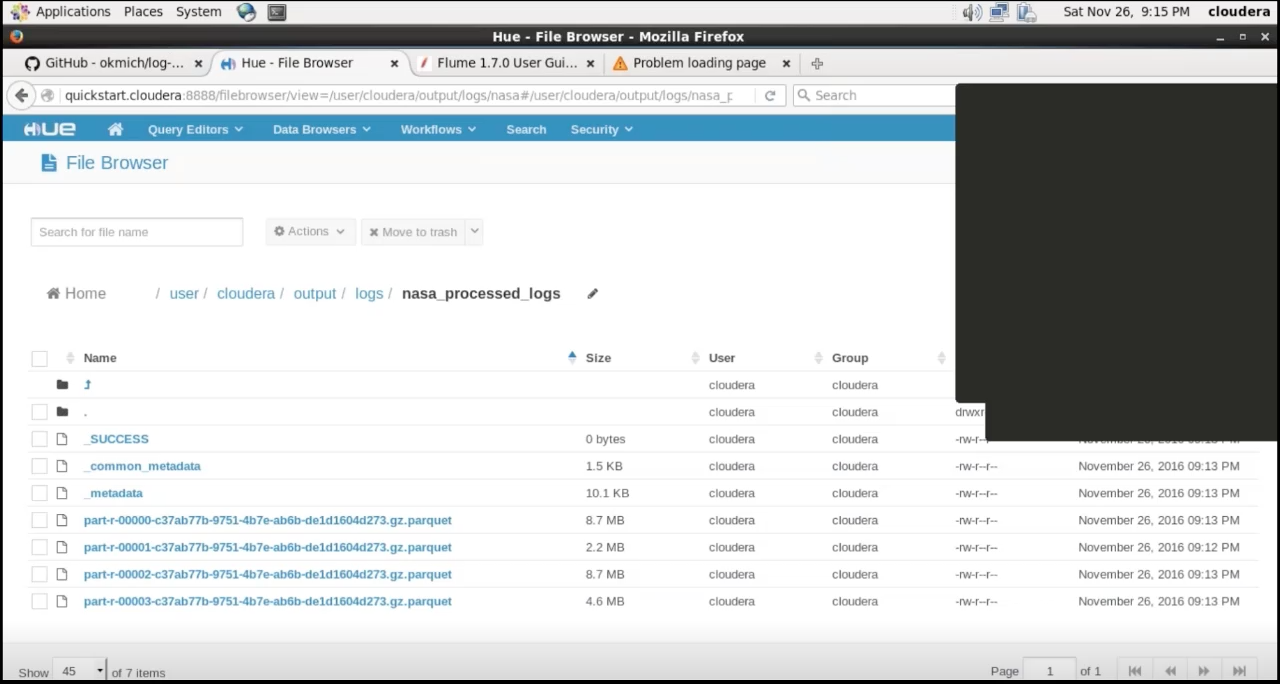 Applications Places System Sat Nov 26, 9:15 PM cloudera
Hue - File Browser - Mozilla Firefox
GitHub - okmich/log-... Hue - File Browser Flume 1.7.0 User Gui... Problem loading page
quickstart.cloudera:8888/filebrowser/view=/user/cloudera/output/logs/nasa#/user/cloudera/output/logs/nasa_p Search
HUE Query Editors Data Browsers Workflows Search Security
File Browser
Search for file name Actions Move to trash
Home / user / cloudera / output / logs / nasa_processed_logs
Name Size User Group
cloudera cloudera
. cloudera cloudera drwxr
_SUCCESS 0 bytes cloudera cloudera -rw-r--r-- November 26, 2016 09:13 PM
_common_metadata 1.5 KB cloudera cloudera -rw-r--r-- November 26, 2016 09:13 PM
_metadata 10.1 KB cloudera cloudera -rw-r--r-- November 26, 2016 09:13 PM
part-r-00000-c37ab77b-9751-4b7e-ab6b-de1d1604d273.gz.parquet 8.7 MB cloudera cloudera -rw-r--r-- November 26, 2016 09:13 PM
part-r-00001-c37ab77b-9751-4b7e-ab6b-de1d1604d273.gz.parquet 2.2 MB cloudera cloudera -rw-r--r-- November 26, 2016 09:12 PM
part-r-00002-c37ab77b-9751-4b7e-ab6b-de1d1604d273.gz.parquet 8.7 MB cloudera cloudera -rw-r--r-- November 26, 2016 09:13 PM
part-r-00003-c37ab77b-9751-4b7e-ab6b-de1d1604d273.gz.parquet 4.6 MB cloudera cloudera -rw-r--r-- November 26, 2016 09:13 PM
Show 45 of 7 items Page 1 of 1